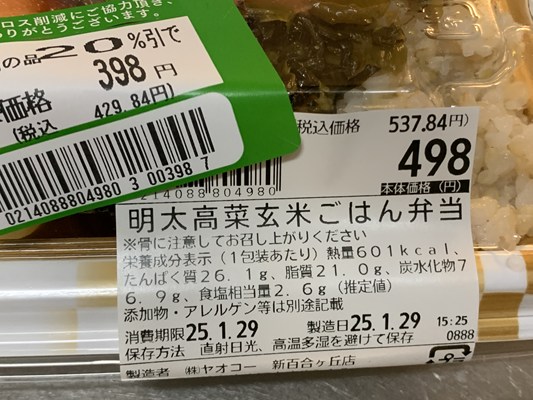 ロス削減にご協力頂き、
りがとうございます。
の品20%引で
398円
価格
(税込 429.84円)
0214088804980300398 7
税込価格 537.84円)
498
088804980
本体価格(円)
明太高菜玄米ごはん弁当
※骨に注意してお召し上がりください
栄養成分表示(1包装あたり)熱量601kcal、
たんぱく質26.1g、脂質21.0g、炭水化物7
6.9g、食塩相当量2.6g(推定値)
添加物・アレルゲン等は別途記載
消費期限25.1.29 製造日25.1.29 15:25
保存方法 直射日光、高温多湿を避けて保存 0888
製造者 ㈱ヤオコー 新百合ヶ丘店